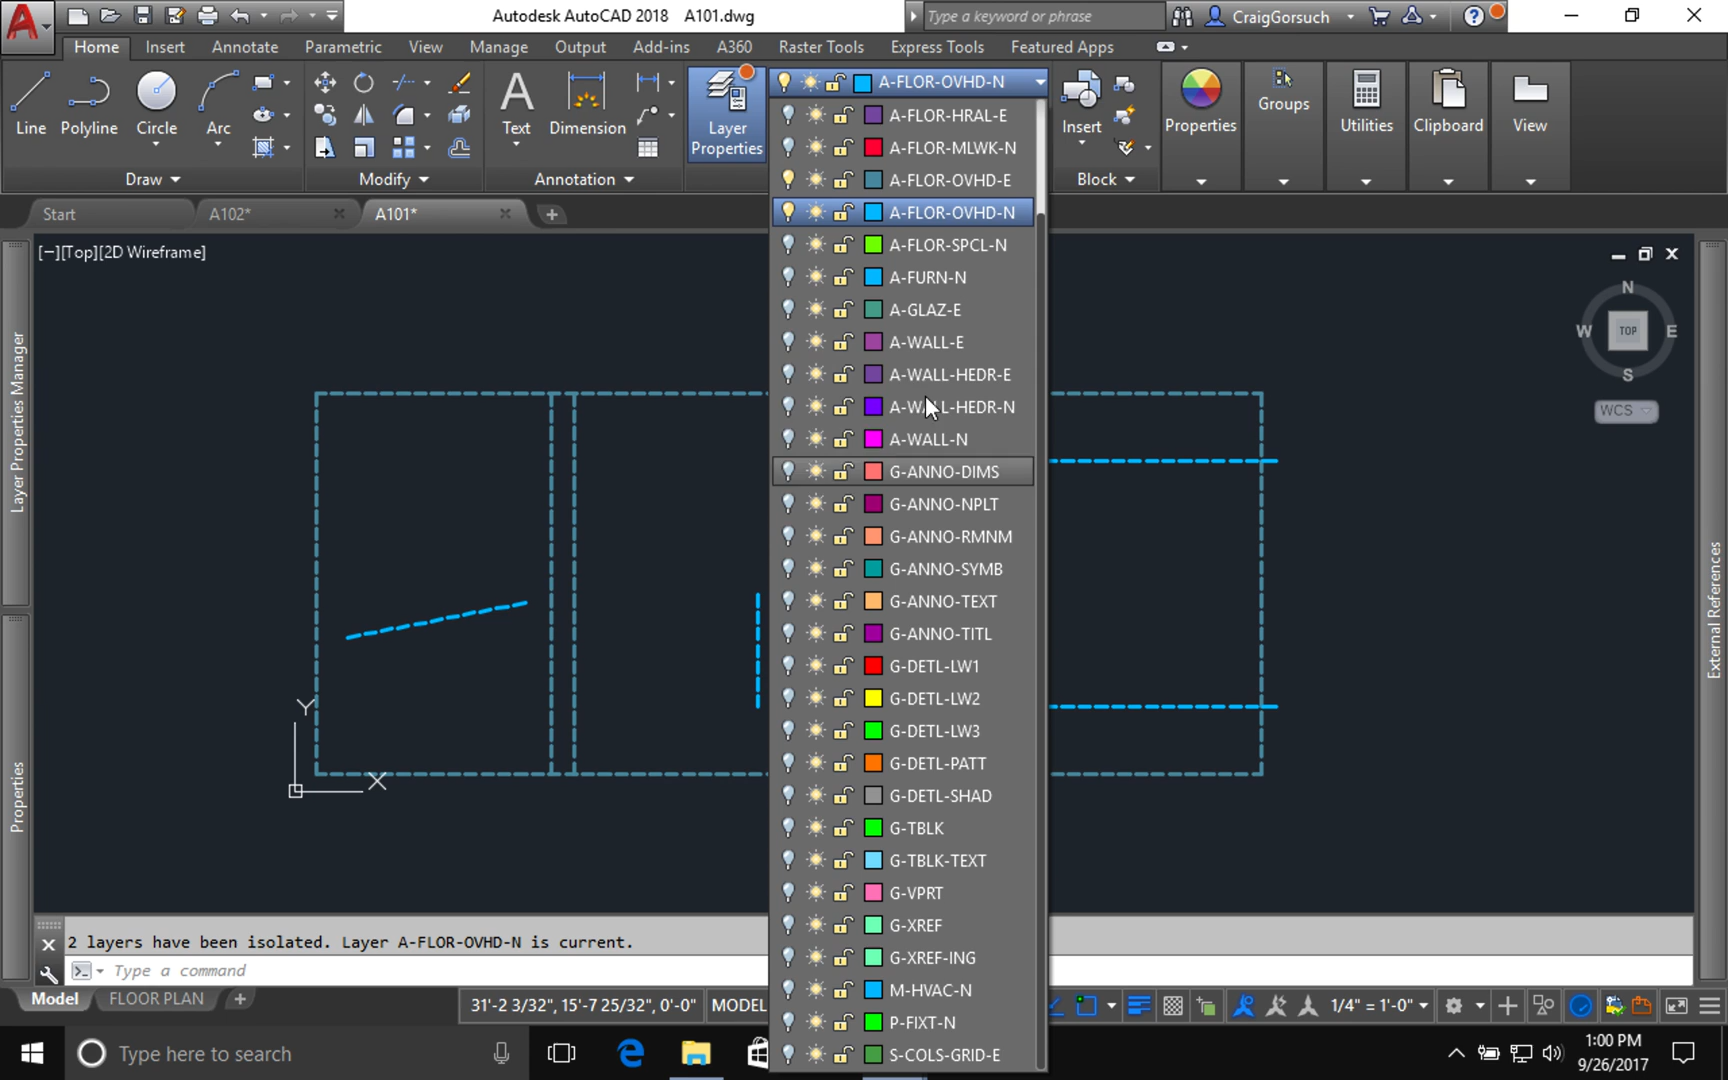 Autodesk AutoCAD 2018 A101.dwg
Type a keyword or phrase
CraigGorsuch
Home Insert Annotate Parametric View Manage Output Add-ins A360 Raster Tools Express Tools Featured Apps
Line Polyline Circle Arc
Draw
Modify
Text Dimension
Annotation
Layer
Properties
Insert
Block
Properties
Groups
Utilities
Clipboard
View
Start A102* A101*
[−][Top][2D Wireframe]
Layer Properties Manager
Properties
External References
N
W TOP E
S
WCS
Y
X
A-FLOR-OVHD-N
A-FLOR-HRAL-E
A-FLOR-MLWK-N
A-FLOR-OVHD-E
A-FLOR-OVHD-N
A-FLOR-SPCL-N
A-FURN-N
A-GLAZ-E
A-WALL-E
A-WALL-HEDR-E
A-WALL-HEDR-N
A-WALL-N
G-ANNO-DIMS
G-ANNO-NPLT
G-ANNO-RMNM
G-ANNO-SYMB
G-ANNO-TEXT
G-ANNO-TITL
G-DETL-LW1
G-DETL-LW2
G-DETL-LW3
G-DETL-PATT
G-DETL-SHAD
G-TBLK
G-TBLK-TEXT
G-VPRT
G-XREF
G-XREF-ING
M-HVAC-N
P-FIXT-N
S-COLS-GRID-E
2 layers have been isolated. Layer A-FLOR-OVHD-N is current.
Type a command
Model FLOOR PLAN
31'-2 3/32", 15'-7 25/32", 0'-0" MODEL
1/4" = 1'-0"
Type here to search
1:00 PM
9/26/2017